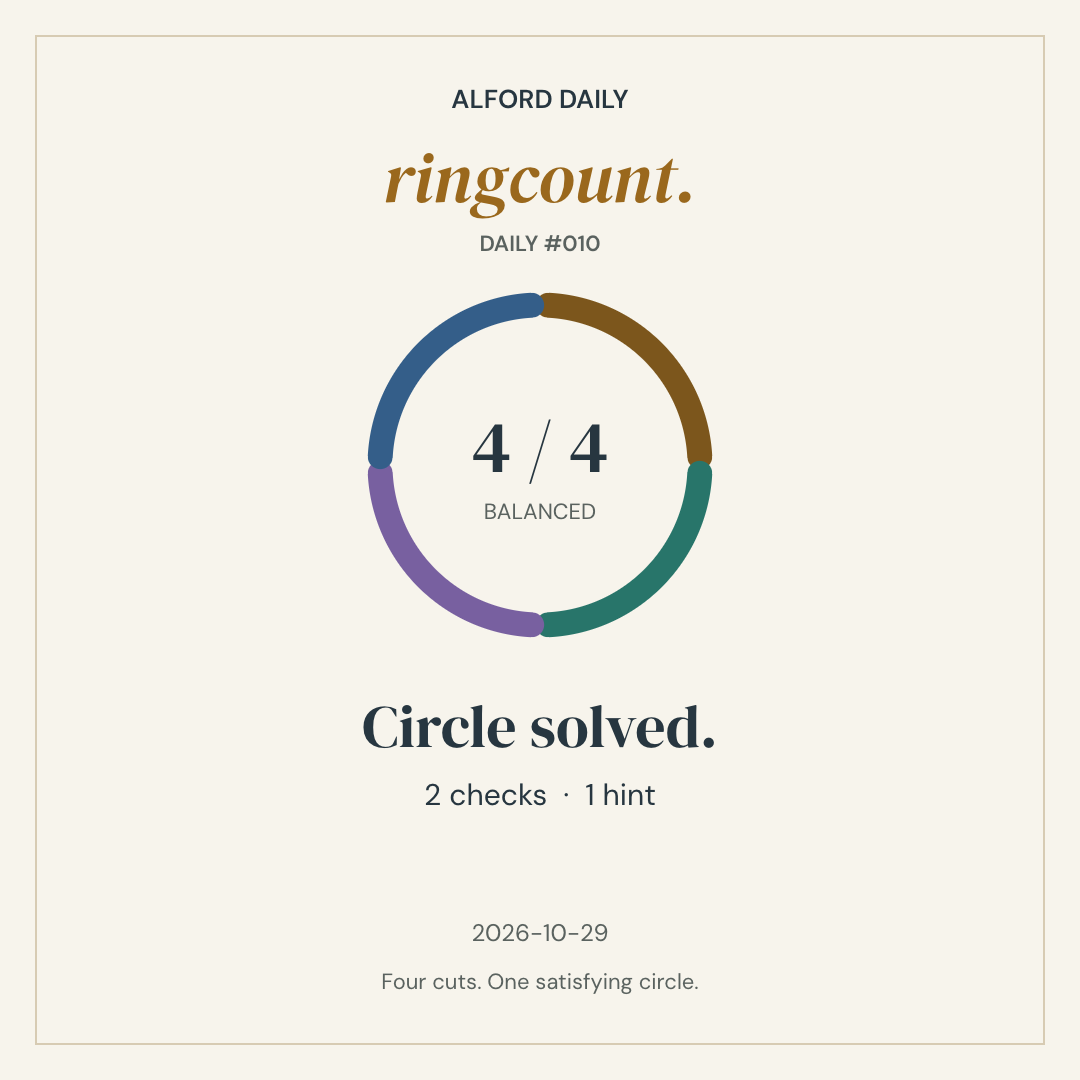 ALFORD DAILY
ringcount.
DAILY #010
4 / 4
BALANCED
Circle solved.
2 checks · 1 hint
2026-10-29
Four cuts. One satisfying circle.